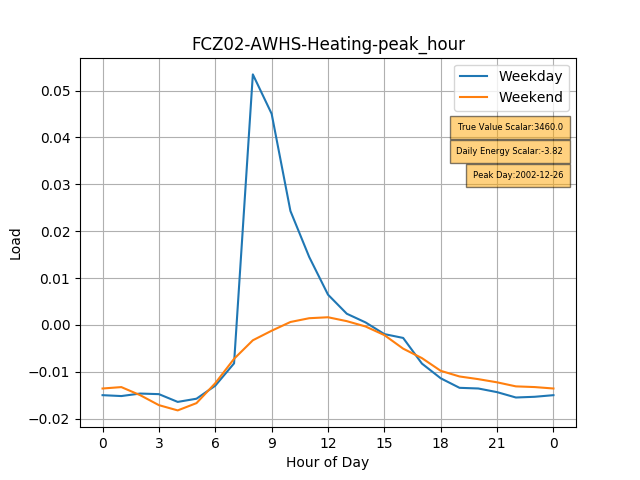 FCZ02-AWHS-Heating-peak_hour
Weekday
Weekend
True Value Scalar:3460.0
Daily Energy Scalar:-3.82
Peak Day:2002-12-26
Load
0.05
0.04
0.03
0.02
0.01
0.00
−0.01
−0.02
0 3 6 9 12 15 18 21 0
Hour of Day